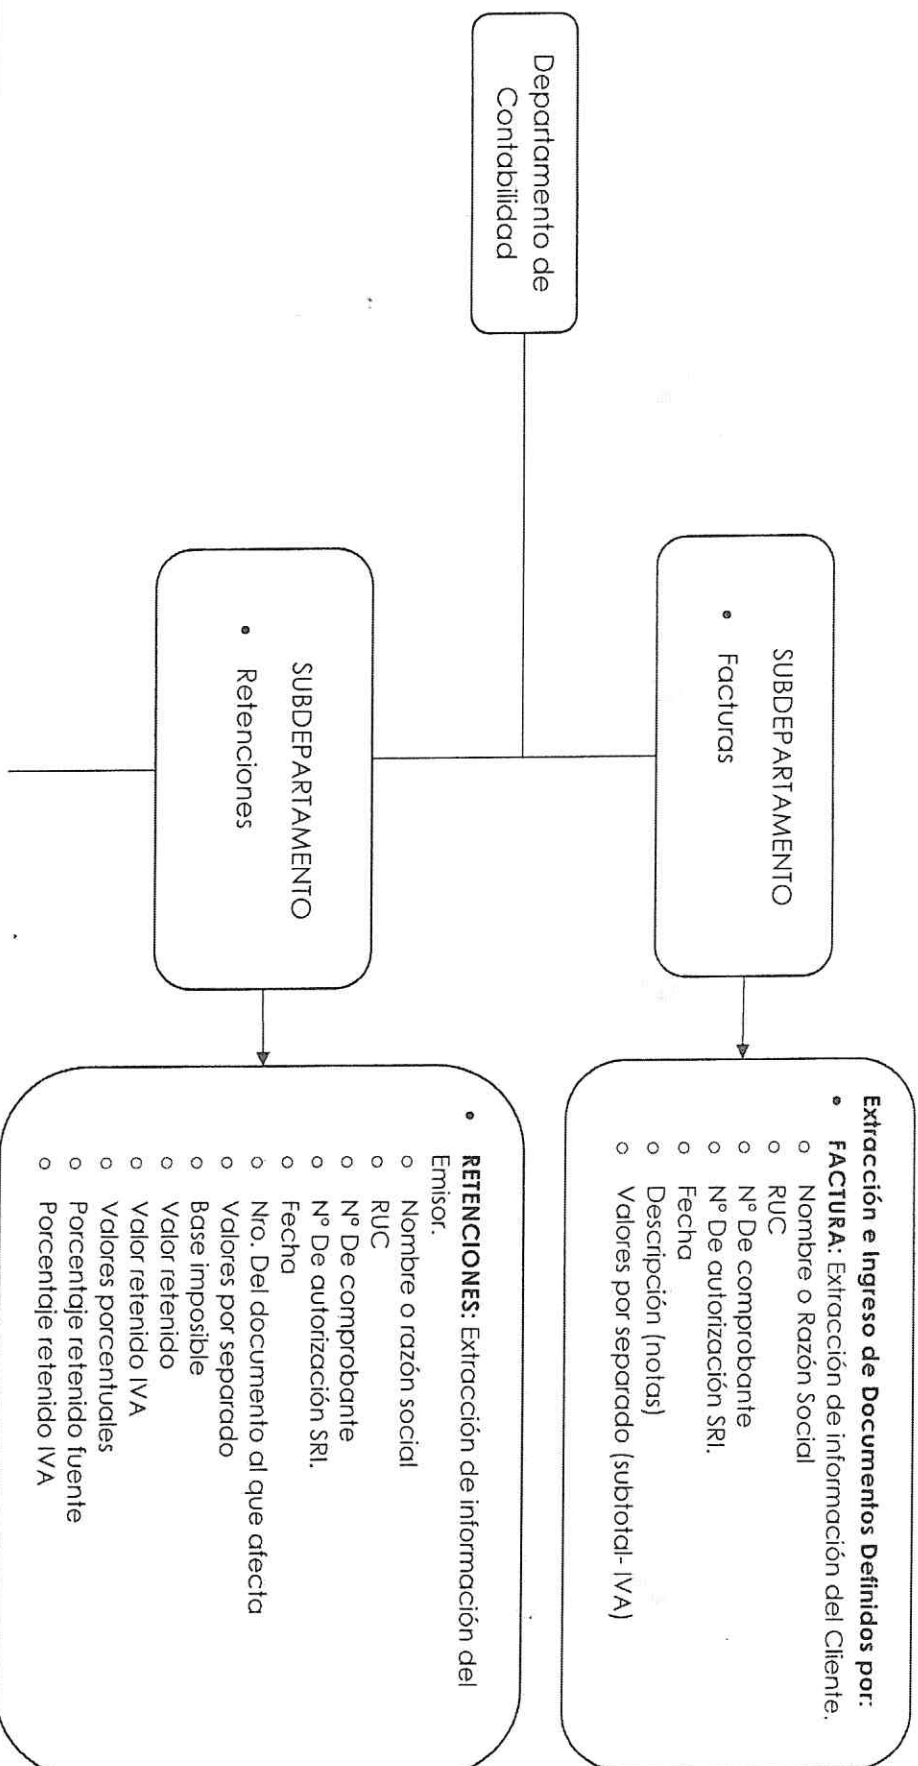 Departamento de
Contabilidad
SUBDEPARTAMENTO
• Facturas
Extracción e Ingreso de Documentos Definidos por:
• FACTURA: Extracción de información del Cliente.
○ Nombre o Razón Social
○ RUC
○ N° De comprobante
○ N° De autorización SRI.
○ Fecha
○ Descripción (notas)
○ Valores por separado (subtotal- IVA)
SUBDEPARTAMENTO
• Retenciones
• RETENCIONES: Extracción de información del
Emisor.
○ Nombre o razón social
○ RUC
○ N° De comprobante
○ N° De autorización SRI.
○ Fecha
○ Nro. Del documento al que afecta
○ Valores por separado
○ Base imposible
○ Valor retenido
○ Valor retenido IVA
○ Valores porcentuales
○ Porcentaje retenido fuente
○ Porcentaje retenido IVA